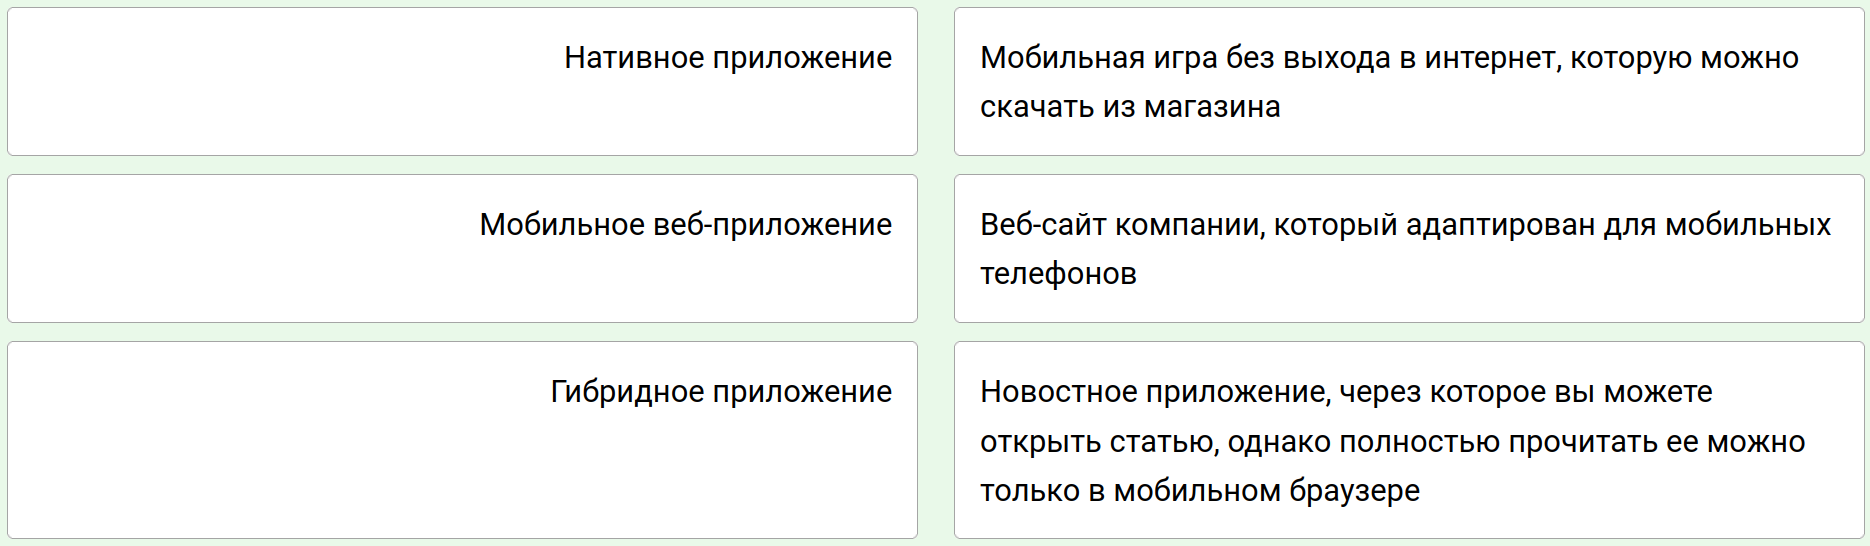 Нативное приложение
Мобильная игра без выхода в интернет, которую можно
скачать из магазина
Мобильное веб-приложение
Веб-сайт компании, который адаптирован для мобильных
телефонов
Гибридное приложение
Новостное приложение, через которое вы можете
открыть статью, однако полностью прочитать ее можно
только в мобильном браузере